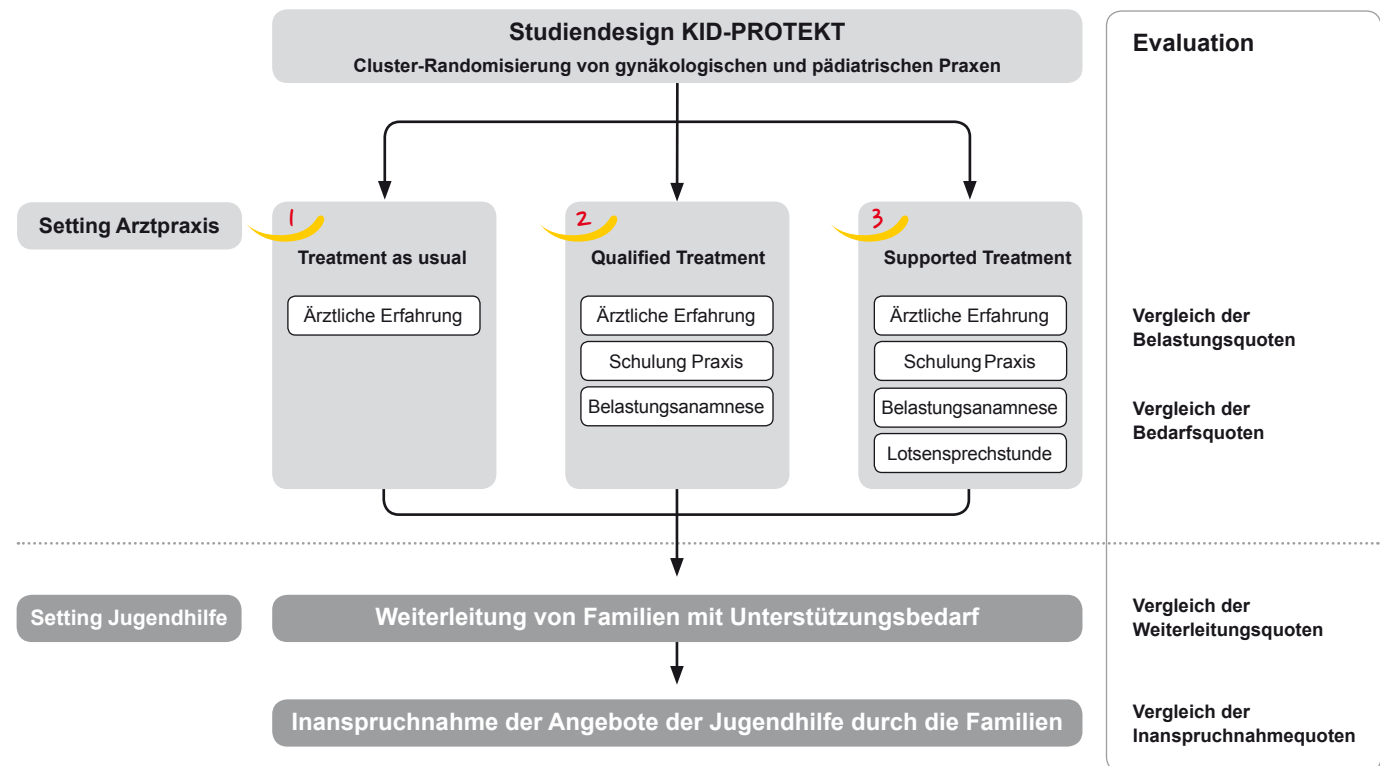 Studiendesign KID-PROTEKT
Cluster-Randomisierung von gynäkologischen und pädiatrischen Praxen
Evaluation
Setting Arztpraxis
1
Treatment as usual
Ärztliche Erfahrung
2
Qualified Treatment
Ärztliche Erfahrung
Schulung Praxis
Belastungsanamnese
3
Supported Treatment
Ärztliche Erfahrung
Schulung Praxis
Belastungsanamnese
Lotsensprechstunde
Vergleich der
Belastungsquoten
Vergleich der
Bedarfsquoten
Setting Jugendhilfe
Weiterleitung von Familien mit Unterstützungsbedarf
Vergleich der
Weiterleitungsquoten
Inanspruchnahme der Angebote der Jugendhilfe durch die Familien
Vergleich der
Inanspruchnahmequoten